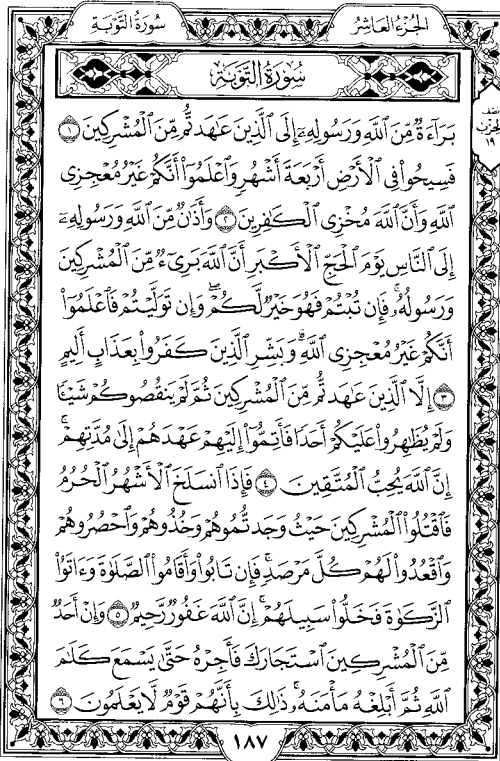 الجزء العاشر
سورة التوبة
سورة التوبة
نصف
الحزب
١٩
بَرَآءَةٌ مِّنَ ٱللَّهِ وَرَسُولِهِۦٓ إِلَى ٱلَّذِينَ عَٰهَدتُّم مِّنَ ٱلْمُشْرِكِينَ ١
فَسِيحُوا۟ فِى ٱلْأَرْضِ أَرْبَعَةَ أَشْهُرٍ وَٱعْلَمُوٓا۟ أَنَّكُمْ غَيْرُ مُعْجِزِى
ٱللَّهِ وَأَنَّ ٱللَّهَ مُخْزِى ٱلْكَٰفِرِينَ ٢ وَأَذَٰنٌ مِّنَ ٱللَّهِ وَرَسُولِهِۦٓ
إِلَى ٱلنَّاسِ يَوْمَ ٱلْحَجِّ ٱلْأَكْبَرِ أَنَّ ٱللَّهَ بَرِىٓءٌ مِّنَ ٱلْمُشْرِكِينَ
وَرَسُولُهُۥ ۚ فَإِن تُبْتُمْ فَهُوَ خَيْرٌ لَّكُمْ ۖ وَإِن تَوَلَّيْتُمْ فَٱعْلَمُوٓا۟
أَنَّكُمْ غَيْرُ مُعْجِزِى ٱللَّهِ ۗ وَبَشِّرِ ٱلَّذِينَ كَفَرُوا۟ بِعَذَابٍ أَلِيمٍ
٣ إِلَّا ٱلَّذِينَ عَٰهَدتُّم مِّنَ ٱلْمُشْرِكِينَ ثُمَّ لَمْ يَنقُصُوكُمْ شَيْـًٔا
وَلَمْ يُظَٰهِرُوا۟ عَلَيْكُمْ أَحَدًا فَأَتِمُّوٓا۟ إِلَيْهِمْ عَهْدَهُمْ إِلَىٰ مُدَّتِهِمْ ۚ
إِنَّ ٱللَّهَ يُحِبُّ ٱلْمُتَّقِينَ ٤ فَإِذَا ٱنسَلَخَ ٱلْأَشْهُرُ ٱلْحُرُمُ
فَٱقْتُلُوا۟ ٱلْمُشْرِكِينَ حَيْثُ وَجَدتُّمُوهُمْ وَخُذُوهُمْ وَٱحْصُرُوهُمْ
وَٱقْعُدُوا۟ لَهُمْ كُلَّ مَرْصَدٍ ۚ فَإِن تَابُوا۟ وَأَقَامُوا۟ ٱلصَّلَوٰةَ وَءَاتَوُا۟
ٱلزَّكَوٰةَ فَخَلُّوا۟ سَبِيلَهُمْ ۚ إِنَّ ٱللَّهَ غَفُورٌ رَّحِيمٌ ٥ وَإِنْ أَحَدٌ
مِّنَ ٱلْمُشْرِكِينَ ٱسْتَجَارَكَ فَأَجِرْهُ حَتَّىٰ يَسْمَعَ كَلَٰمَ
ٱللَّهِ ثُمَّ أَبْلِغْهُ مَأْمَنَهُۥ ۚ ذَٰلِكَ بِأَنَّهُمْ قَوْمٌ لَّا يَعْلَمُونَ ٦
١٨٧